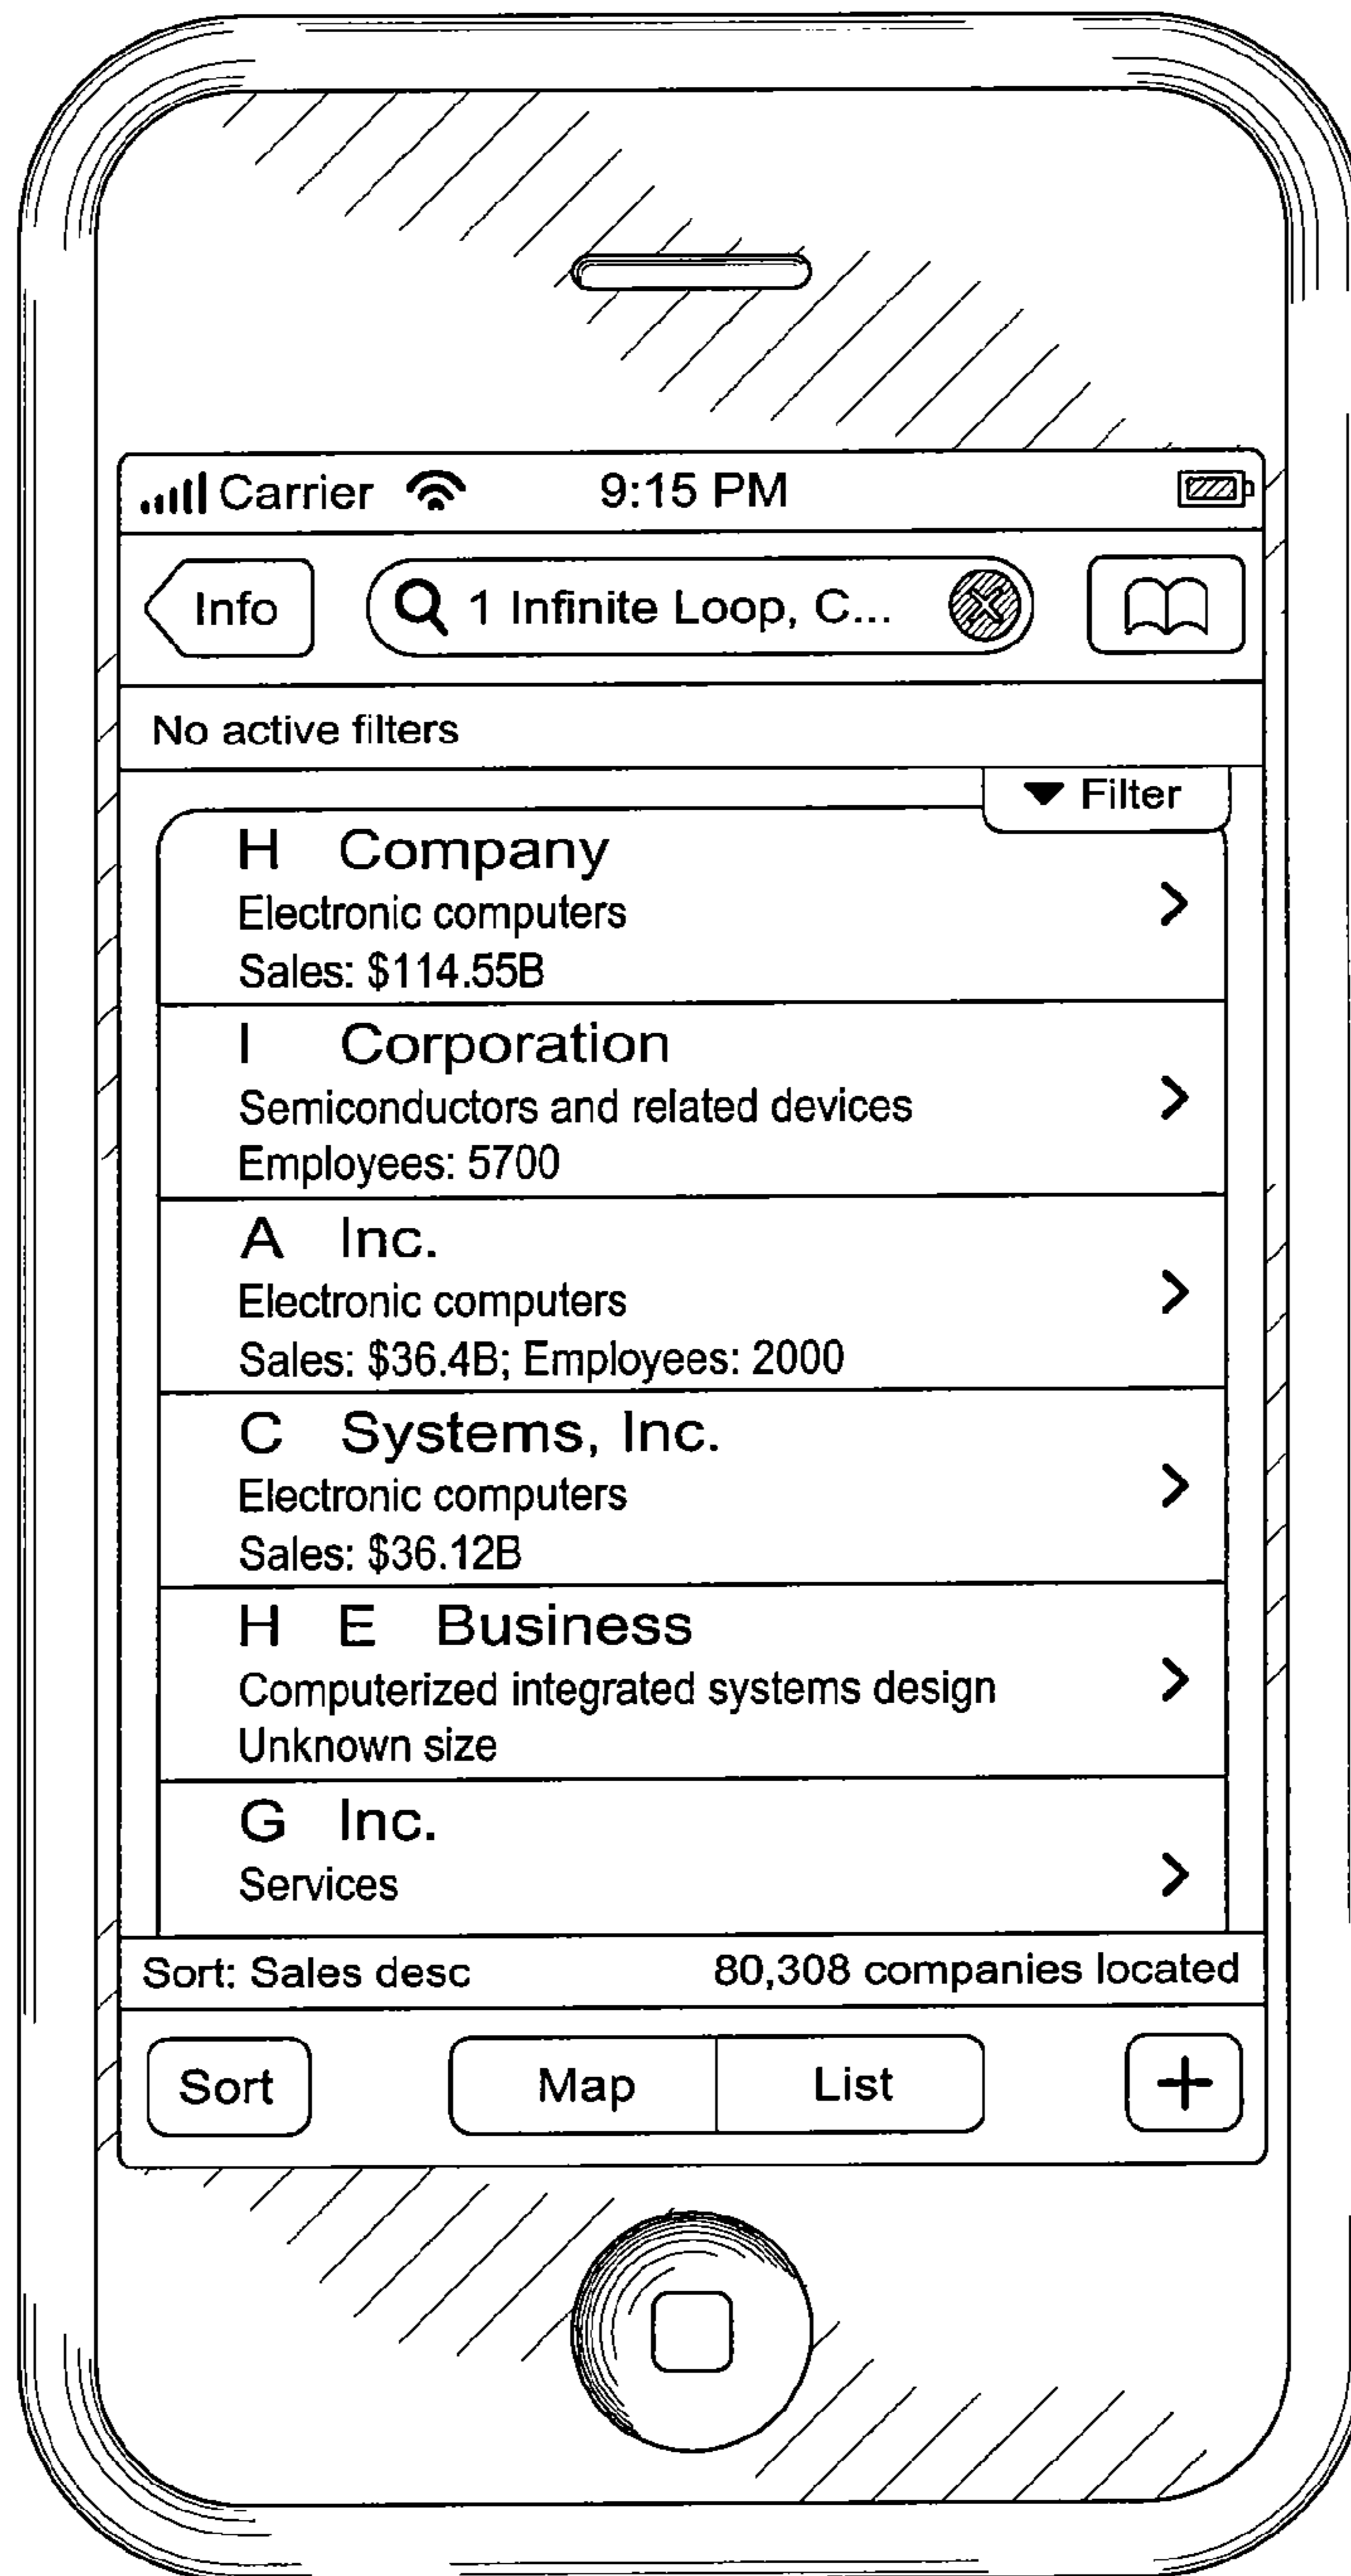 Carrier 9:15 PM
Info 1 Infinite Loop, C...
No active filters
Filter
H Company
Electronic computers
Sales: $114.55B
I Corporation
Semiconductors and related devices
Employees: 5700
A Inc.
Electronic computers
Sales: $36.4B; Employees: 2000
C Systems, Inc.
Electronic computers
Sales: $36.12B
H E Business
Computerized integrated systems design
Unknown size
G Inc.
Services
Sort: Sales desc 80,308 companies located
Sort Map List +